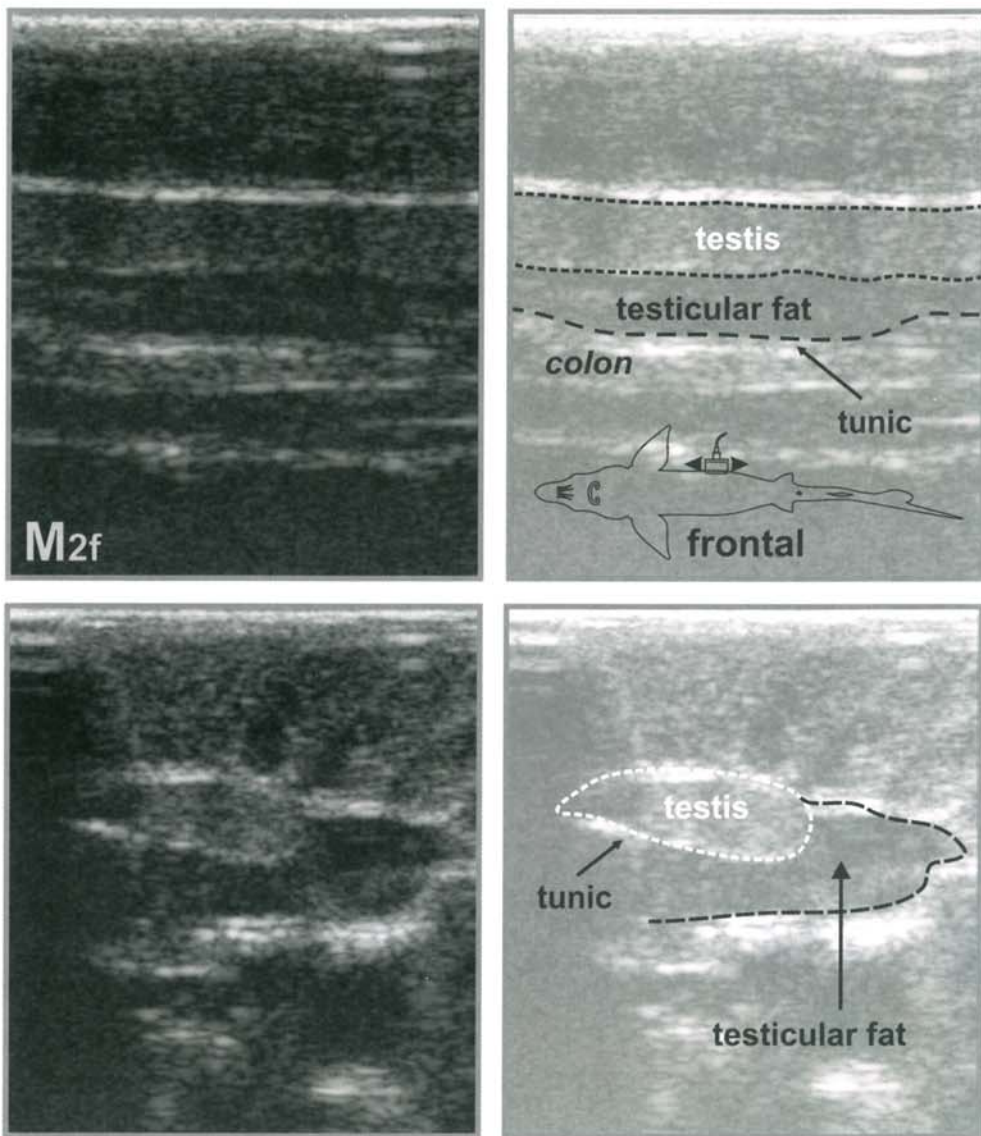 testis
testicular fat
colon
tunic
M2f
frontal
testis
tunic
testicular fat